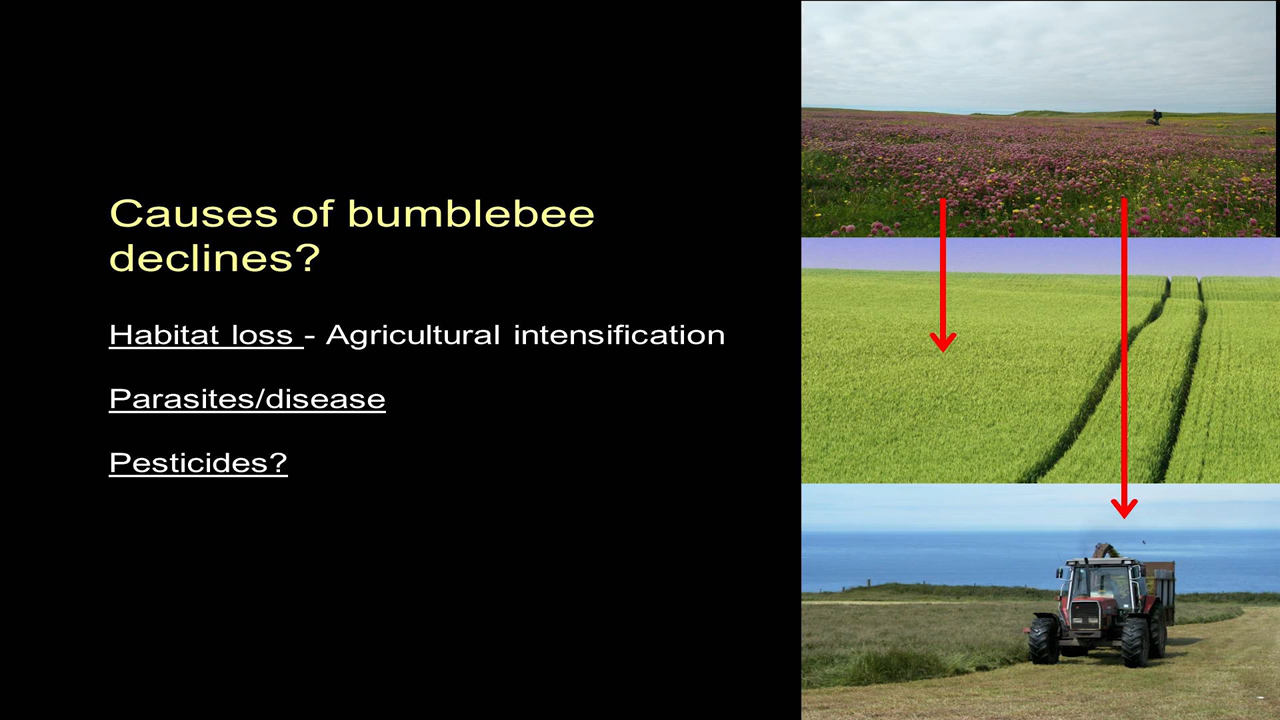 Causes of bumblebee
declines?
Habitat loss - Agricultural intensification
Parasites/disease
Pesticides?